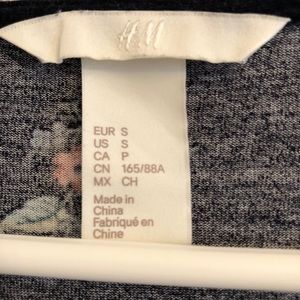 H&M
EUR S
US S
CA P
CN 165/88A
MX CH
Made in
China
Fabriqué en
Chine